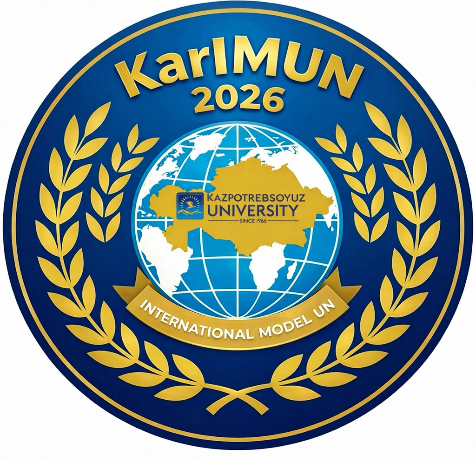 KarIMUN
2026
KAZPOTREBSOYUZ
UNIVERSITY
SINCE 1966
INTERNATIONAL MODEL UN